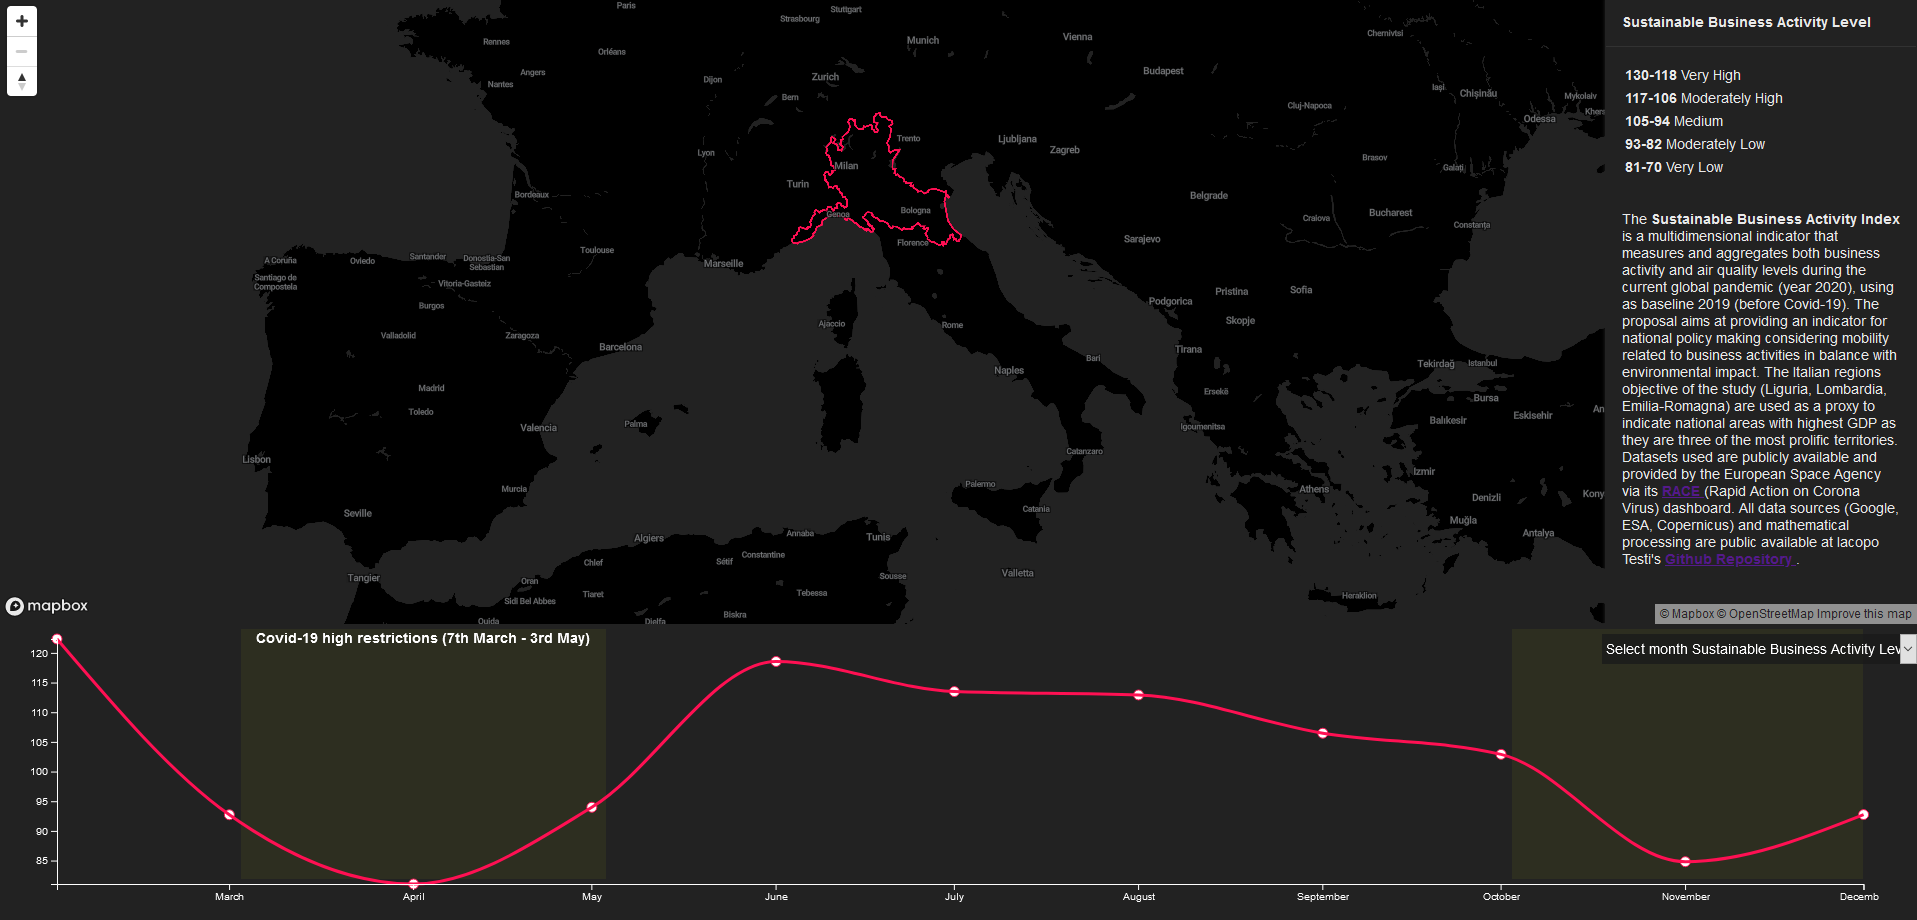 Paris
Stuttgart
Strasbourg
Rennes
Orléans
Munich
Vienna
Chernivtsi
Angers
Nantes
Dijon
Zurich
Bern
Budapest
Iași
Chișinău
Mykolaiv
Cluj-Napoca
Odessa
Khers
Lyon
Trento
Milan
Ljubljana
Zagreb
Brasov
Galați
Turin
Bordeaux
Genoa
Bologna
Belgrade
Craiova
Bucharest
Constanța
Toulouse
Florence
Sarajevo
A Coruña
Oviedo
Santander
Donostia-San
Sebastian
Marseille
Santiago de
Compostela
Vitoria-Gasteiz
Burgos
Podgorica
Pristina
Sofia
Valladolid
Zaragoza
Ajaccio
Rome
Skopje
Barcelona
Bari
Tirana
Tekirdağ
Istanbul
Madrid
Naples
Ersekë
Bursa
Toledo
Palma
Valencia
Igoumenitsa
Balıkesir
Eskisehir
An
Lisbon
Catanzaro
Izmir
Murcia
Palermo
Athens
Denizli
Kony
Seville
Catania
Muğla
Antalya
Algiers
Annaba
Tunis
Chlef
Sétif
Constantine
Tangier
Oran
Sousse
Valletta
Sidi Bel Abbes
Tiaret
Tebessa
Heraklion
Oujda
Biskra
Djelfa
mapbox
Sustainable Business Activity Level
130-118 Very High
117-106 Moderately High
105-94 Medium
93-82 Moderately Low
81-70 Very Low
The Sustainable Business Activity Index
is a multidimensional indicator that
measures and aggregates both business
activity and air quality levels during the
current global pandemic (year 2020), using
as baseline 2019 (before Covid-19). The
proposal aims at providing an indicator for
national policy making considering mobility
related to business activities in balance with
environmental impact. The Italian regions
objective of the study (Liguria, Lombardia,
Emilia-Romagna) are used as a proxy to
indicate national areas with highest GDP as
they are three of the most prolific territories.
Datasets used are publicly available and
provided by the European Space Agency
via its RACE (Rapid Action on Corona
Virus) dashboard. All data sources (Google,
ESA, Copernicus) and mathematical
processing are public available at Iacopo
Testi's Github Repository .
© Mapbox © OpenStreetMap Improve this map
Covid-19 high restrictions (7th March - 3rd May)
Select month Sustainable Business Activity Lev
120
115
110
105
100
95
90
85
March
April
May
June
July
August
September
October
November
Decemb